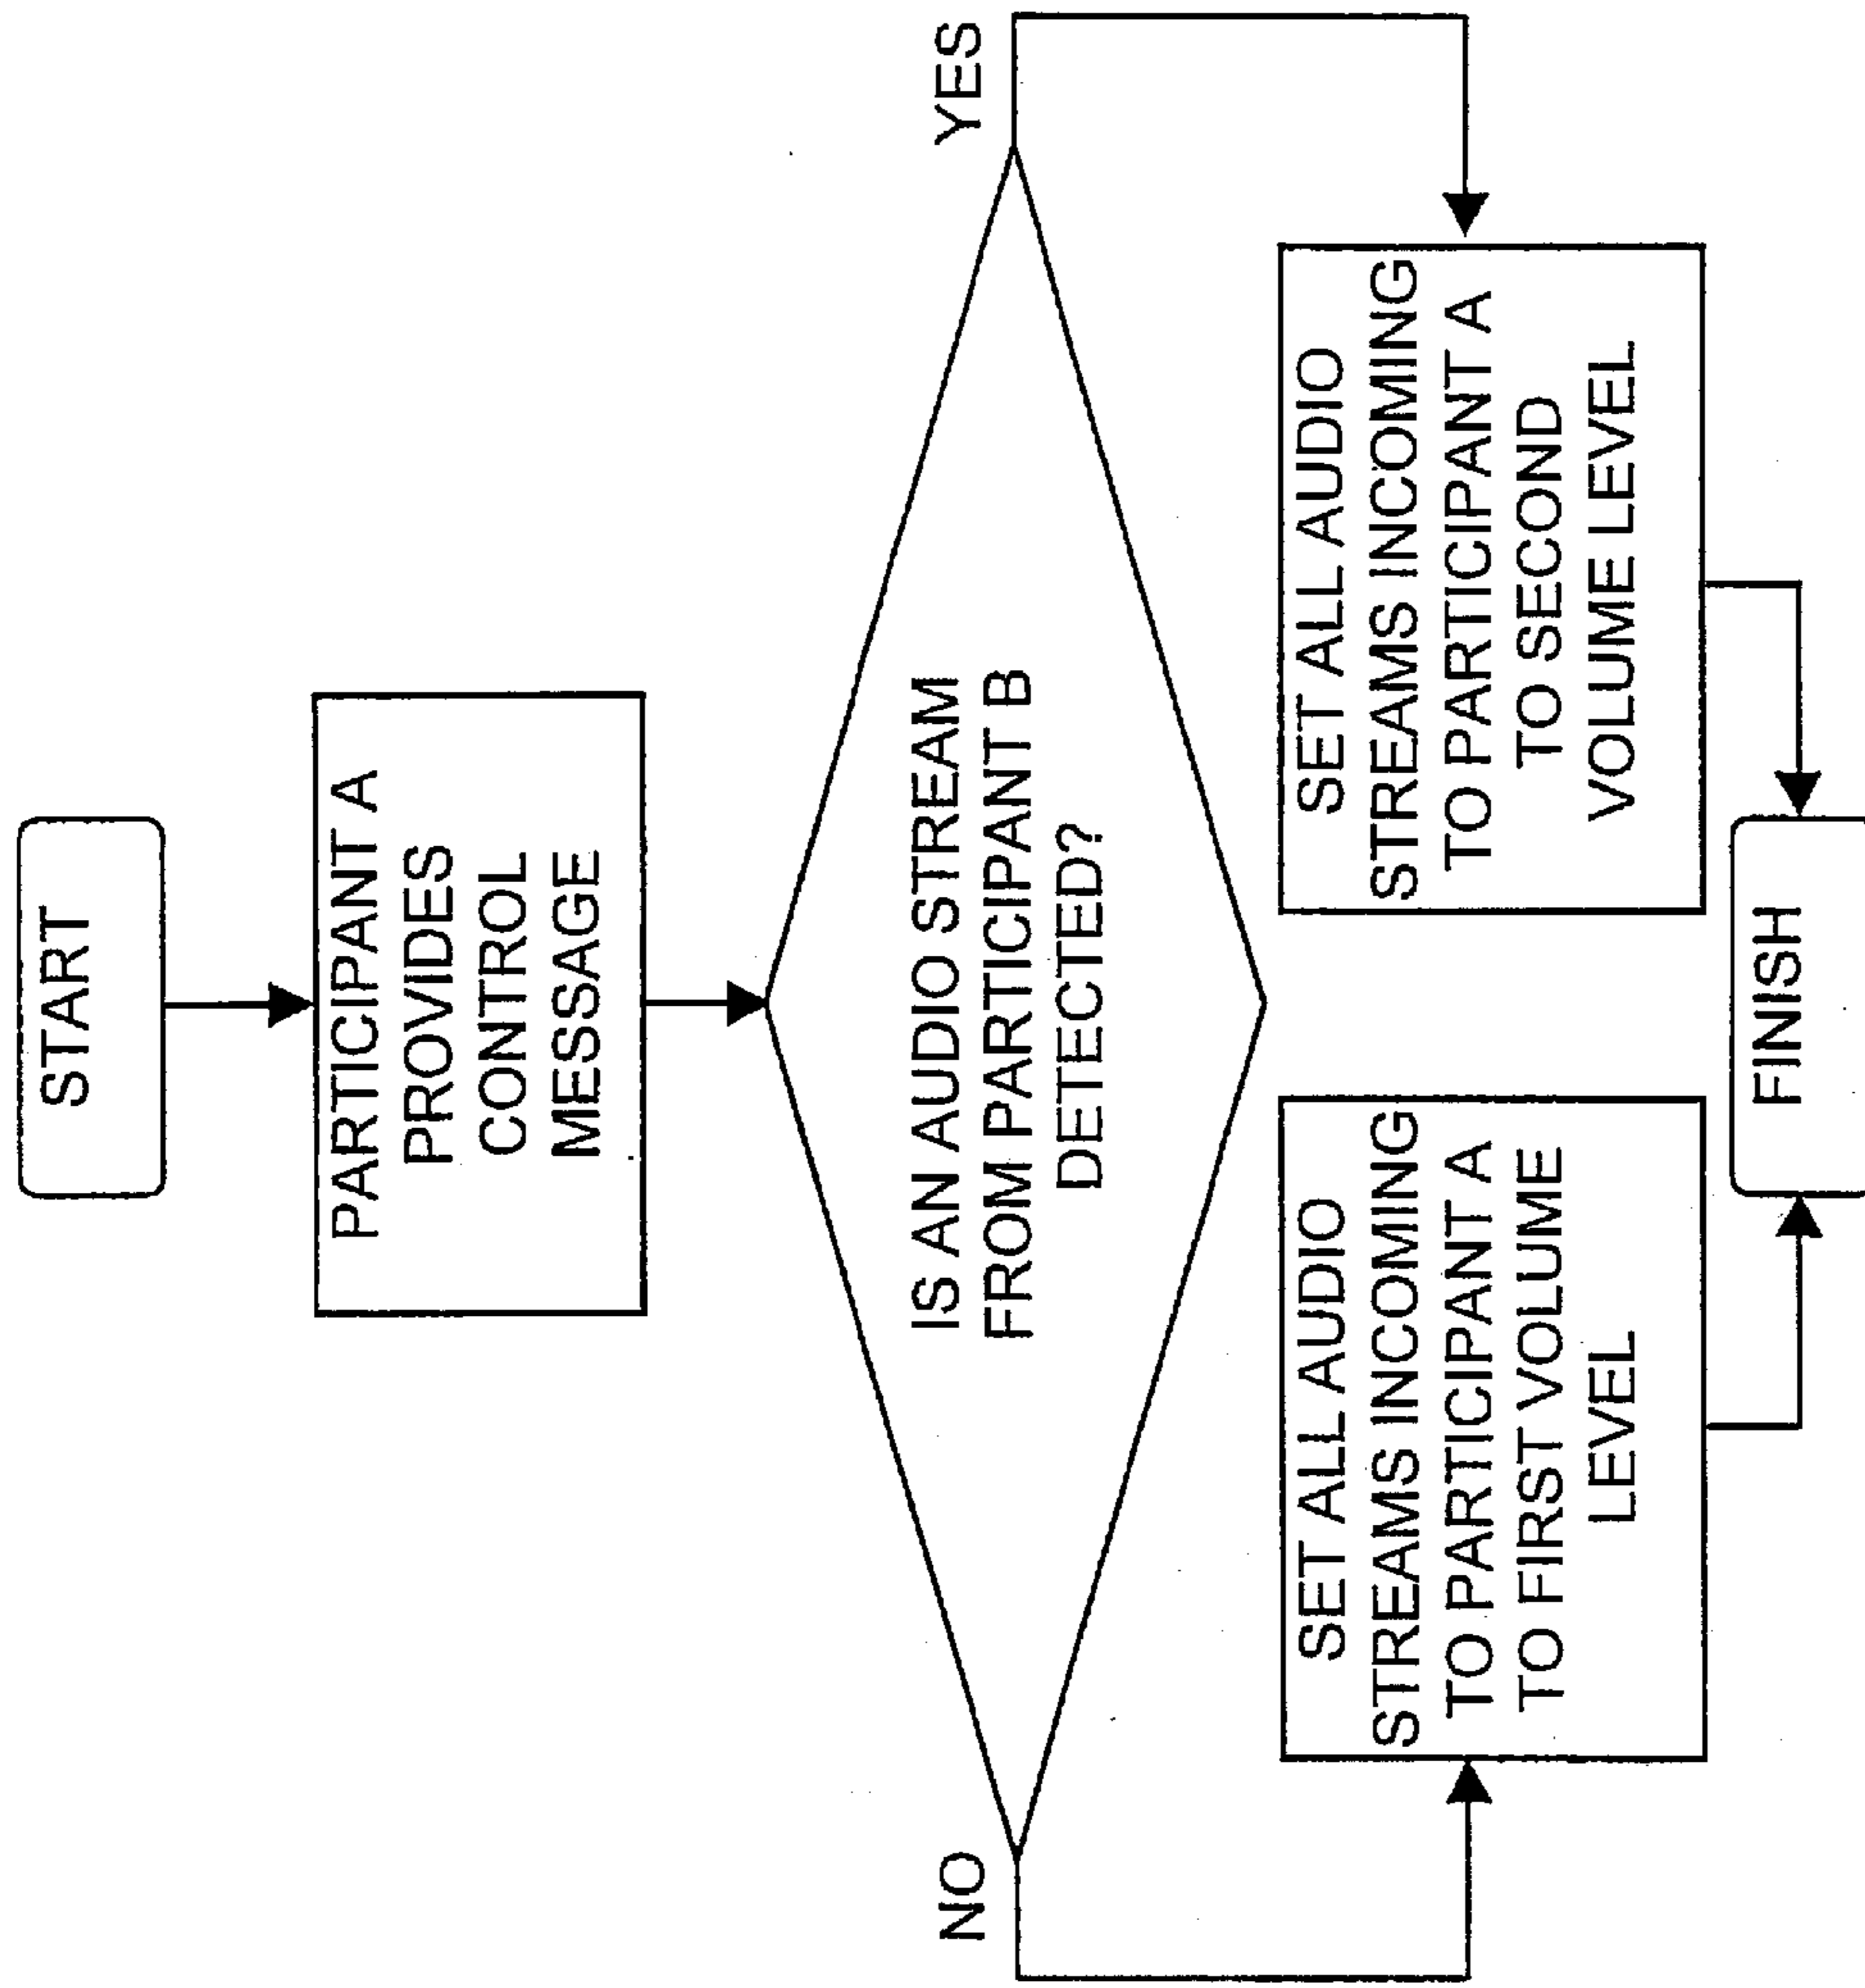 START
PARTICIPANT A
PROVIDES
CONTROL
MESSAGE
IS AN AUDIO STREAM
FROM PARTICIPANT B
DETECTED?
NO
YES
SET ALL AUDIO
STREAMS INCOMING
TO PARTICIPANT A
TO FIRST VOLUME
LEVEL
SET ALL AUDIO
STREAMS INCOMING
TO PARTICIPANT A
TO SECOND
VOLUME LEVEL
FINISH